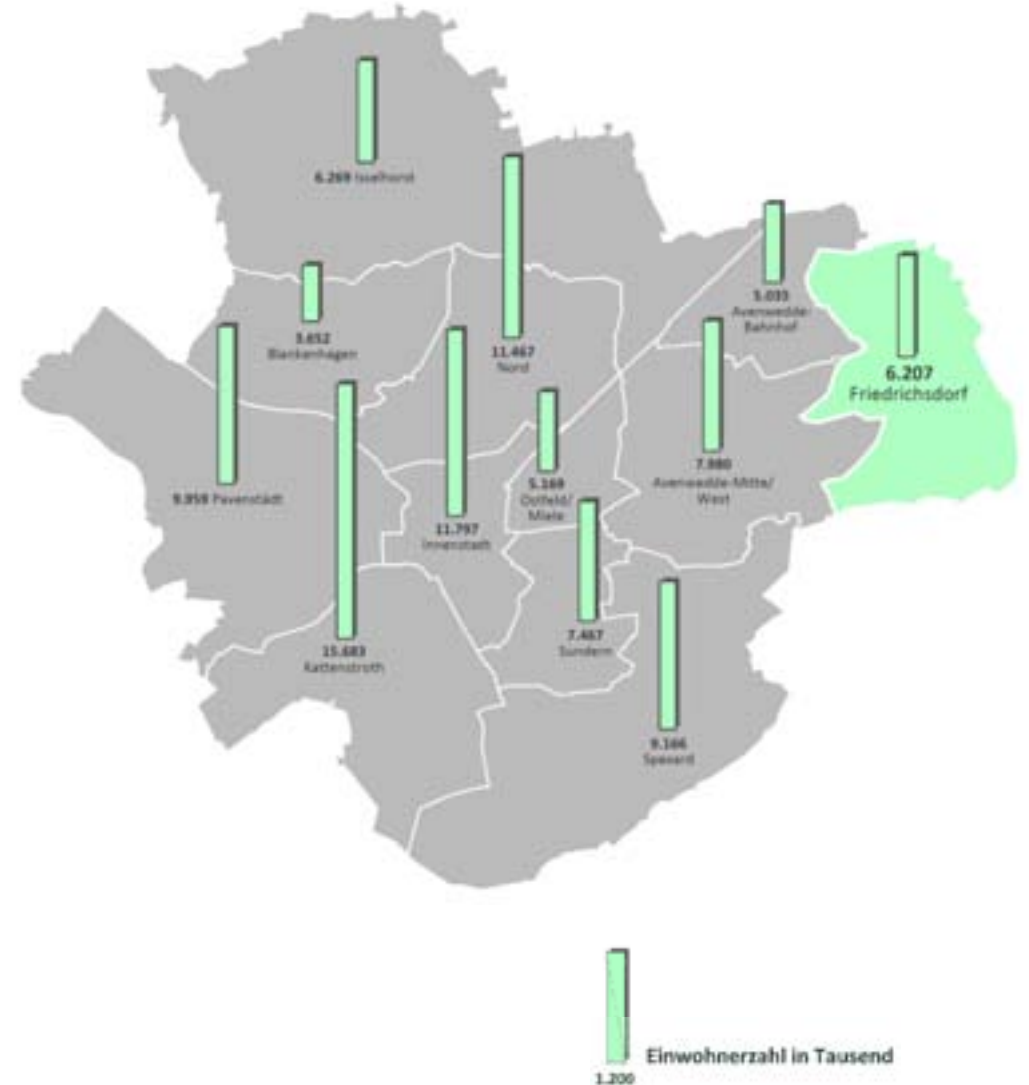 6.269 Isselhorst
11.467
Nord
5.033
Avenwedde-
Bahnhof
3.652
Blankenhagen
6.207
Friedrichsdorf
7.980
Avenwedde-Mitte/
West
9.959 Pavenstädt
5.169
Ostfeld/
Miele
11.797
Innenstadt
7.467
Sundern
15.683
Kattenstroth
9.166
Spexard
Einwohnerzahl in Tausend
1.200